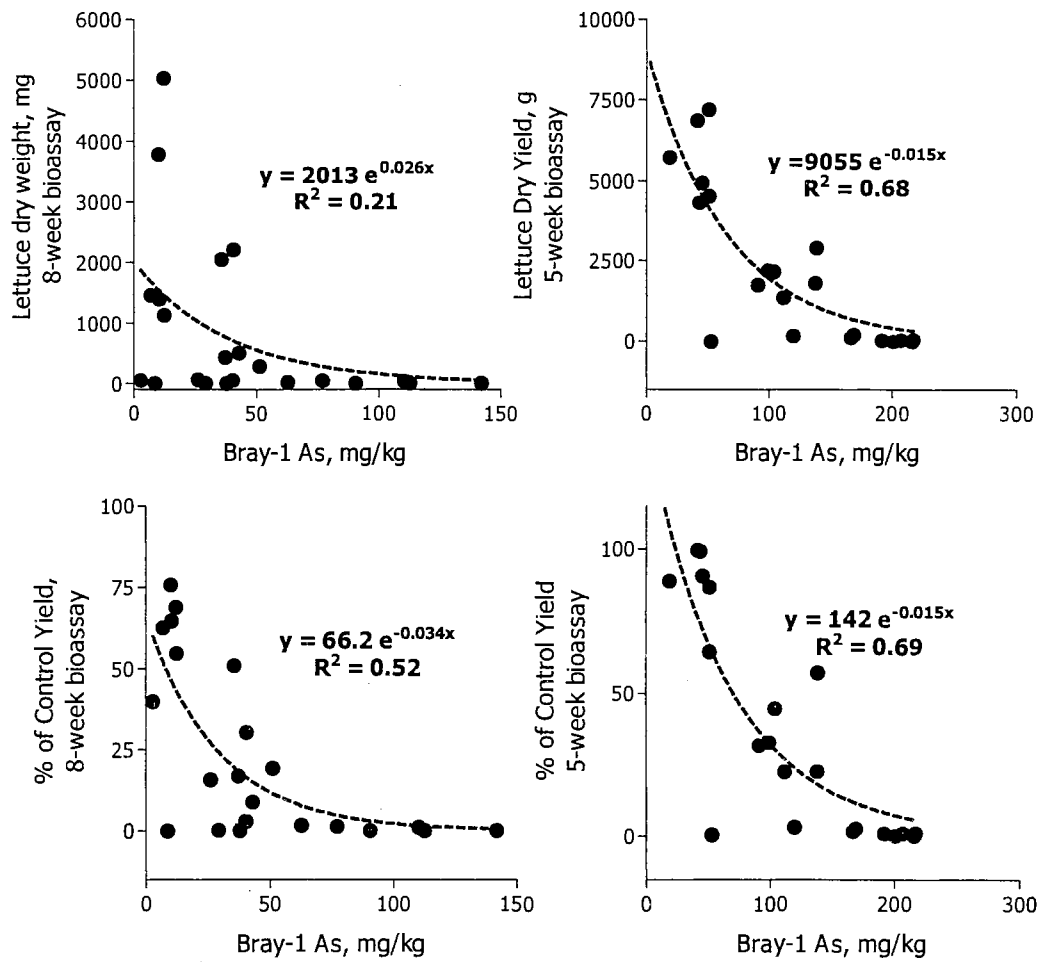 Lettuce dry weight, mg
8-week bioassay
6000
5000
4000
3000
2000
1000
0
0
50
100
150
Bray-1 As, mg/kg
y = 2013 e^0.026x
R² = 0.21
Lettuce Dry Yield, g
5-week bioassay
10000
7500
5000
2500
0
0
100
200
300
Bray-1 As, mg/kg
y =9055 e^-0.015x
R² = 0.68
% of Control Yield,
8-week bioassay
100
75
50
25
0
0
50
100
150
Bray-1 As, mg/kg
y = 66.2 e^-0.034x
R² = 0.52
% of Control Yield
5-week bioassay
100
50
0
0
100
200
300
Bray-1 As, mg/kg
y = 142 e^-0.015x
R² = 0.69